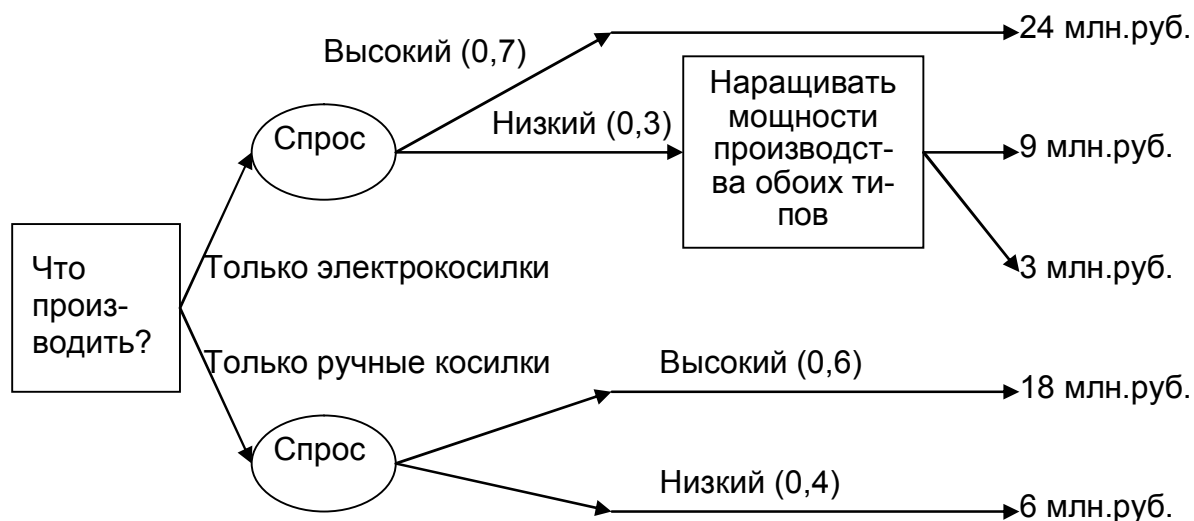 24 млн.руб.
Высокий (0,7)
Наращивать
мощности
производст-
ва обоих ти-
пов
Низкий (0,3)
Спрос
9 млн.руб.
3 млн.руб.
Что
произ-
водить?
Только электрокосилки
Только ручные косилки
Высокий (0,6)
18 млн.руб.
Спрос
Низкий (0,4)
6 млн.руб.